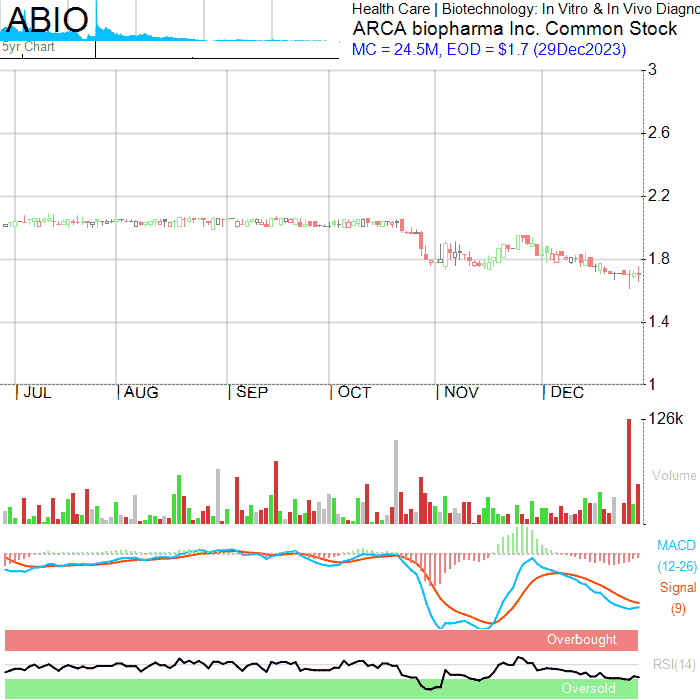 ABIO
5yr Chart
Health Care | Biotechnology: In Vitro & In Vivo Diagno
ARCA biopharma Inc. Common Stock
MC = 24.5M, EOD = $1.7 (29Dec2023)
3
2.6
2.2
1.8
1.4
1
JUL AUG SEP OCT NOV DEC
126k
Volume
MACD
(12-26)
Signal
(9)
Overbought
RSI(14)
Oversold